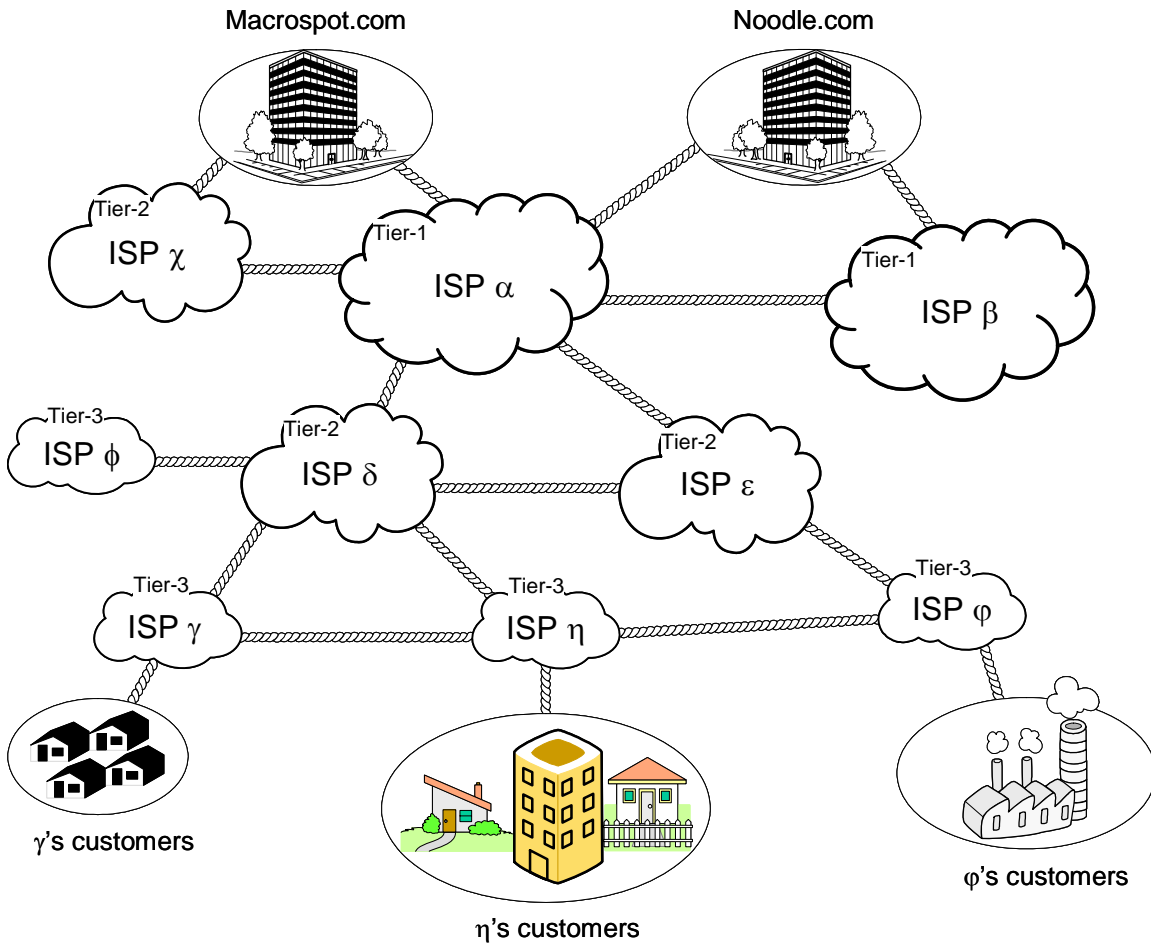 Macrospot.com
Noodle.com
Tier-2
ISP χ
Tier-1
ISP α
Tier-1
ISP β
Tier-3
ISP ϕ
Tier-2
ISP δ
Tier-2
ISP ε
Tier-3
ISP γ
Tier-3
ISP η
Tier-3
ISP φ
γ's customers
η's customers
φ's customers